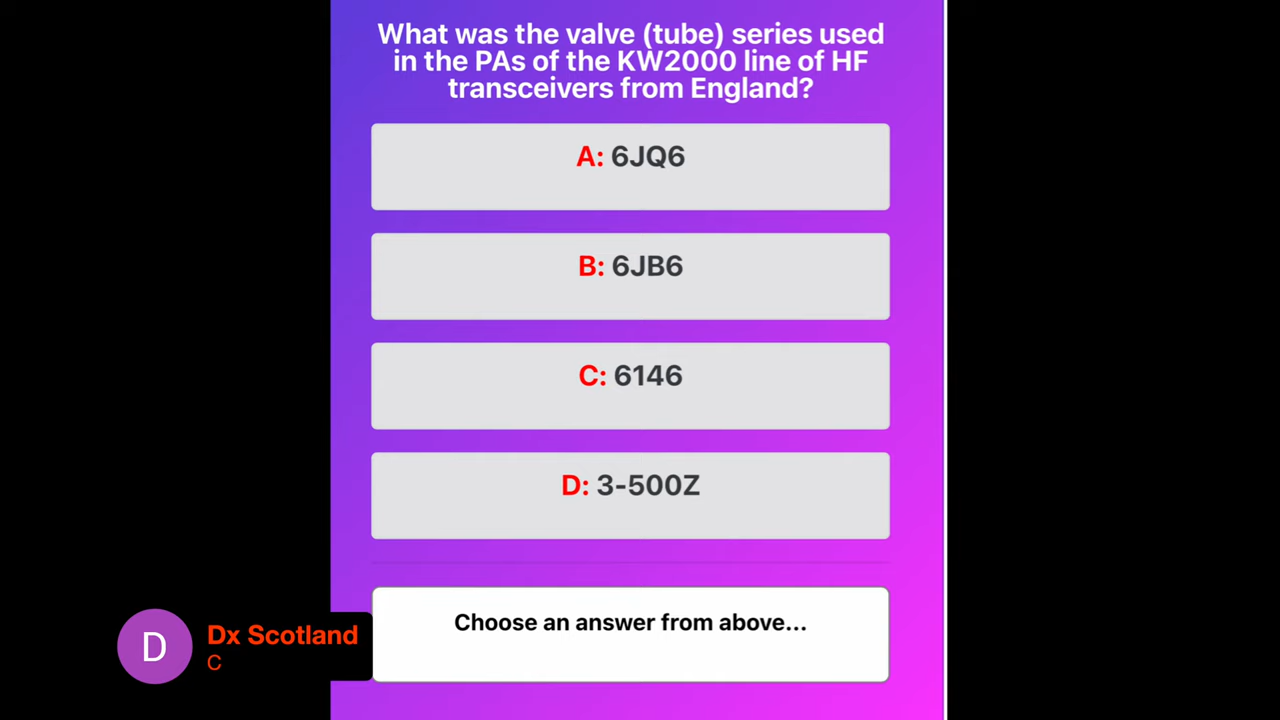 What was the valve (tube) series used
in the PAs of the KW2000 line of HF
transceivers from England?
A: 6JQ6
B: 6JB6
C: 6146
D: 3-500Z
Choose an answer from above...
D
Dx Scotland
C